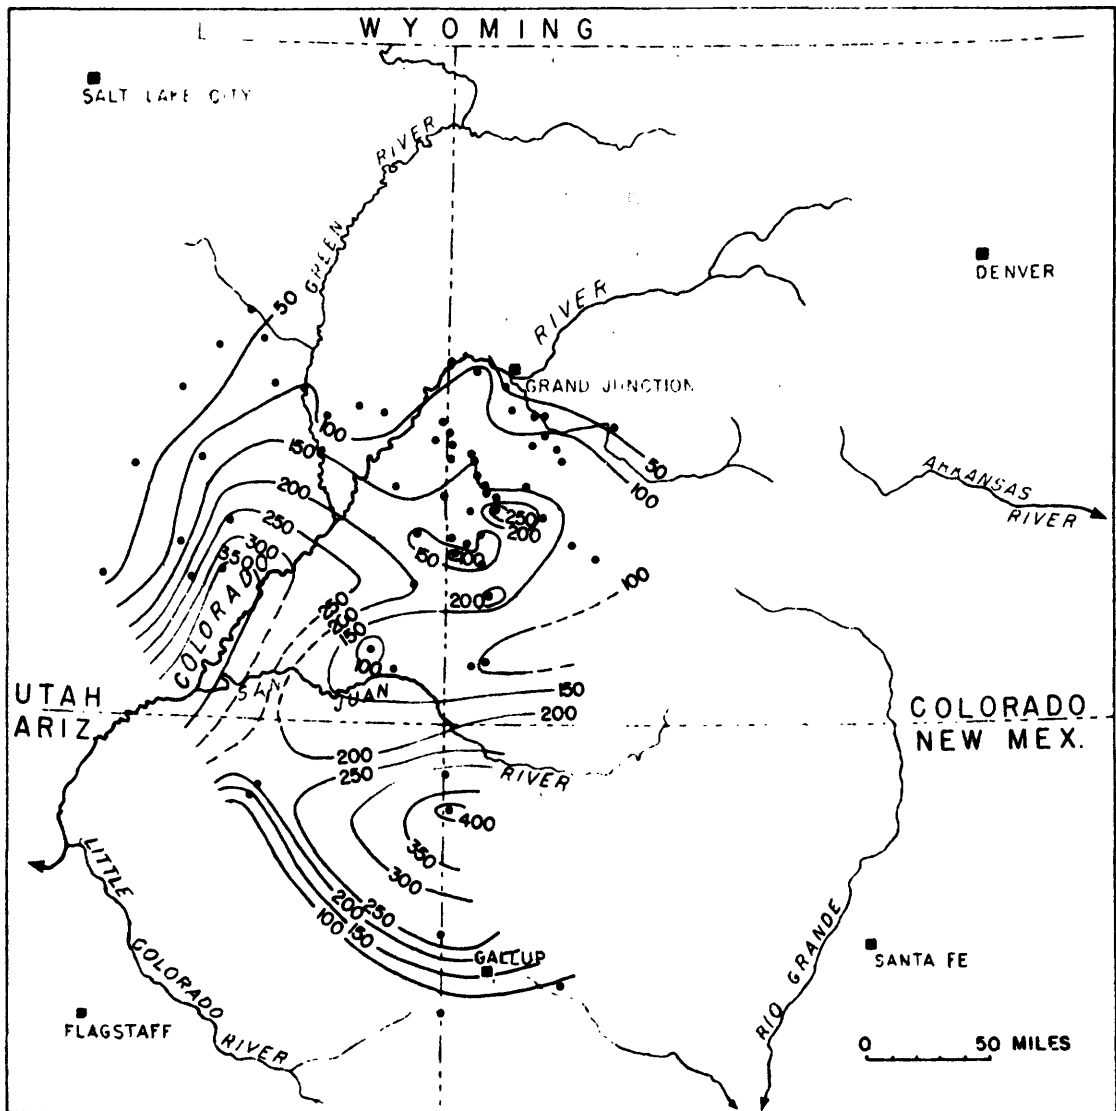 WYOMING
SALT LAKE CITY
RIVER
GREEN
DENVER
50
RIVER
GRAND JUNCTION
100
150
50
100
ARKANSAS
RIVER
200
250
250
200
300
350
150
200
COLORADO
200
100
250
200
150
100
SAN
JUAN
150
200
UTAH
ARIZ.
COLORADO
NEW MEX.
200
250
RIVER
400
350
300
LITTLE
COLORADO
RIVER
250
200
150
100
GALLUP
SANTA FE
RIO GRANDE
FLAGSTAFF
0 50 MILES